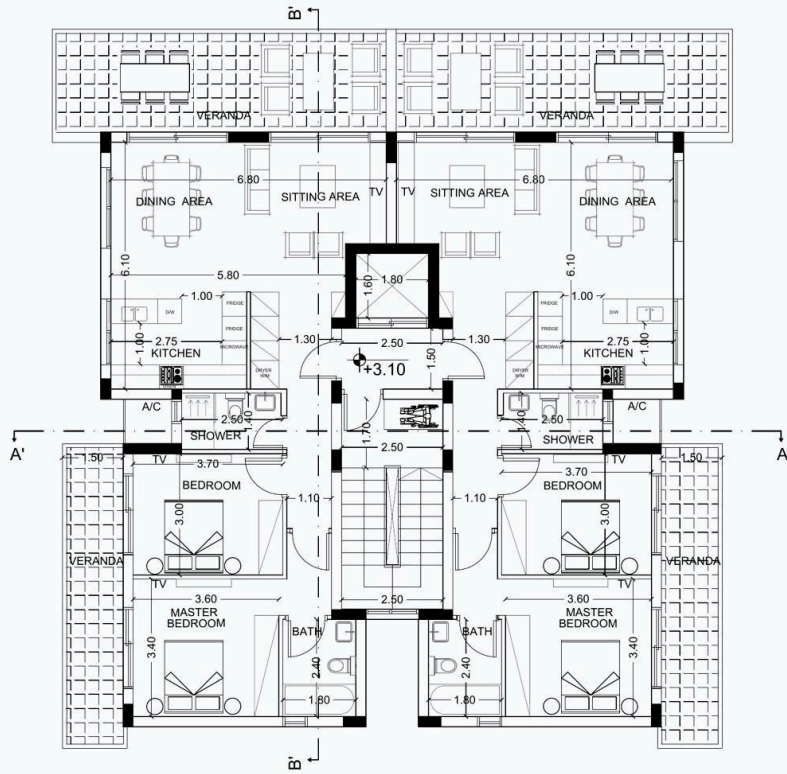 B'
VERANDA
VERANDA
6.80
6.80
DINING AREA
SITTING AREA
TV
TV
SITTING AREA
DINING AREA
6.10
5.80
1.60
1.80
6.10
1.00
FRIDGE
FRIDGE
1.00
D/W
FRIDGE
FRIDGE
D/W
2.75
1.00
KITCHEN
MICROWAVE
1.30
2.50
1.50
1.30
MICROWAVE
2.75
1.00
KITCHEN
+3.10
DRYER
W/M
DRYER
W/M
A/C
2.50
1.40
SHOWER
1.70
2.50
1.40
2.50
SHOWER
A/C
A'
A
1.50
TV
3.70
BEDROOM
3.70
TV
BEDROOM
1.50
3.00
1.10
1.10
3.00
VERANDA
VERANDA
TV
3.60
2.50
3.60
TV
MASTER
BEDROOM
BATH
BATH
MASTER
BEDROOM
3.40
2.40
2.40
3.40
1.80
1.80
B'